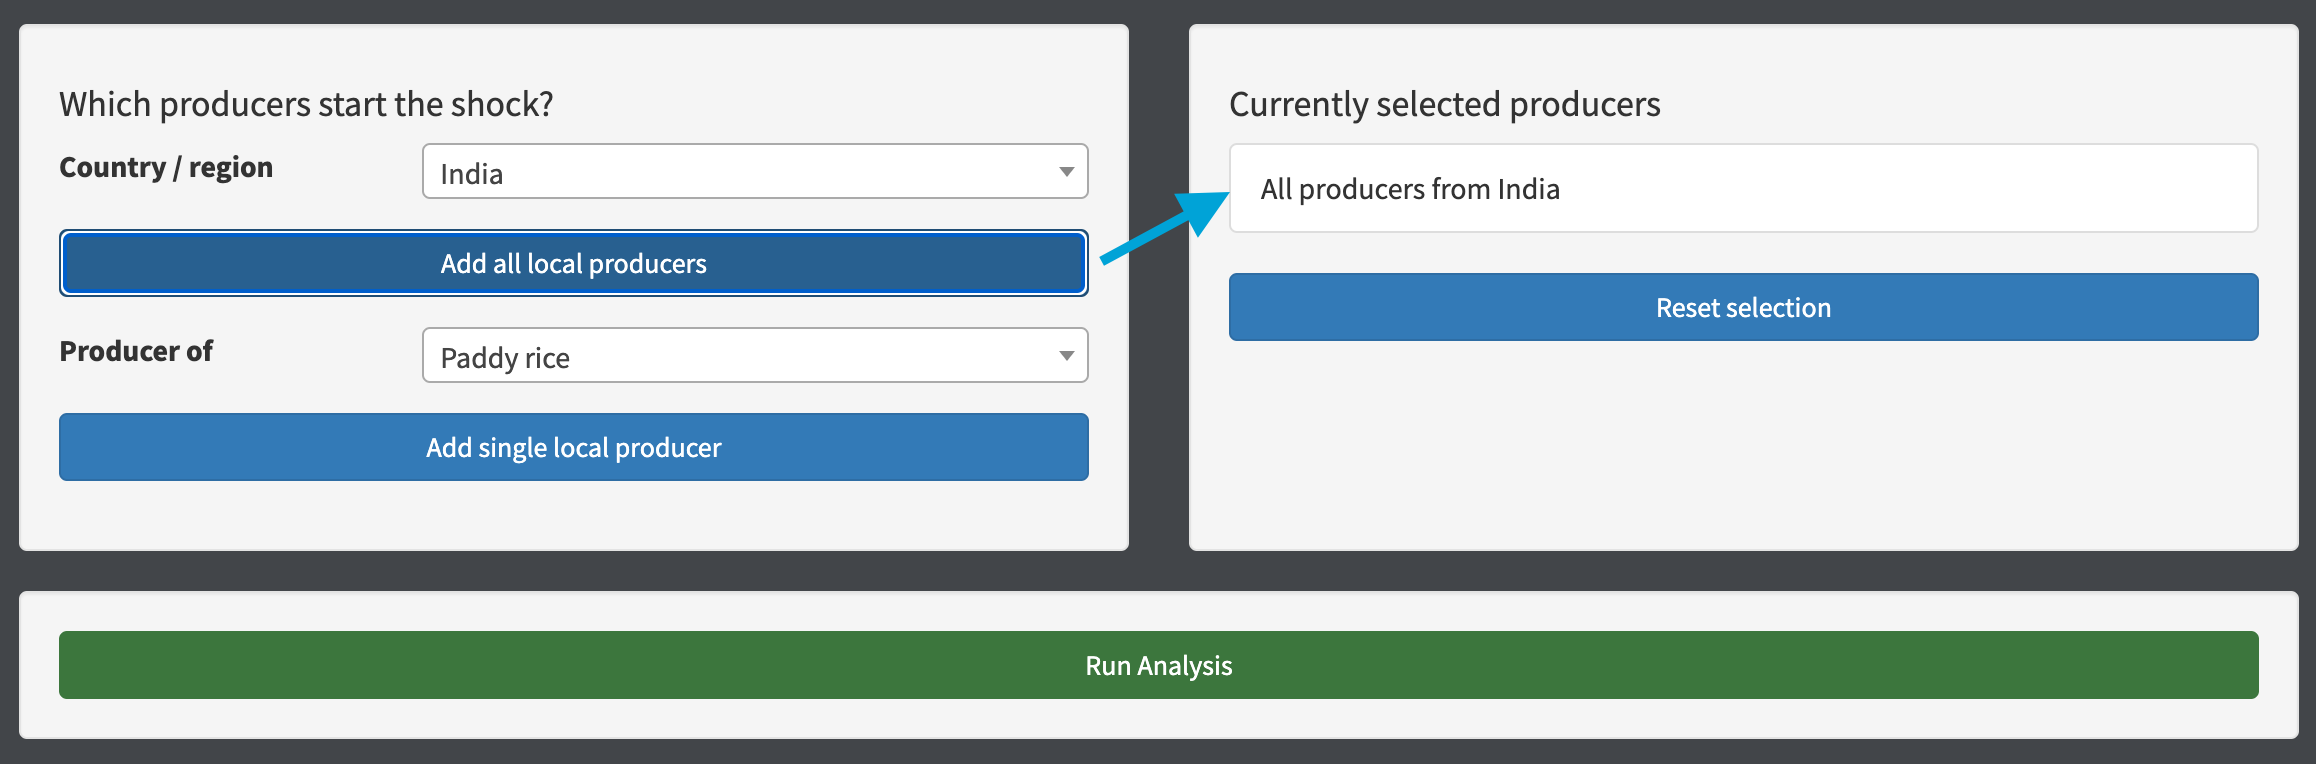 Which producers start the shock?
Country / region
India
Add all local producers
Producer of
Paddy rice
Add single local producer
Currently selected producers
All producers from India
Reset selection
Run Analysis